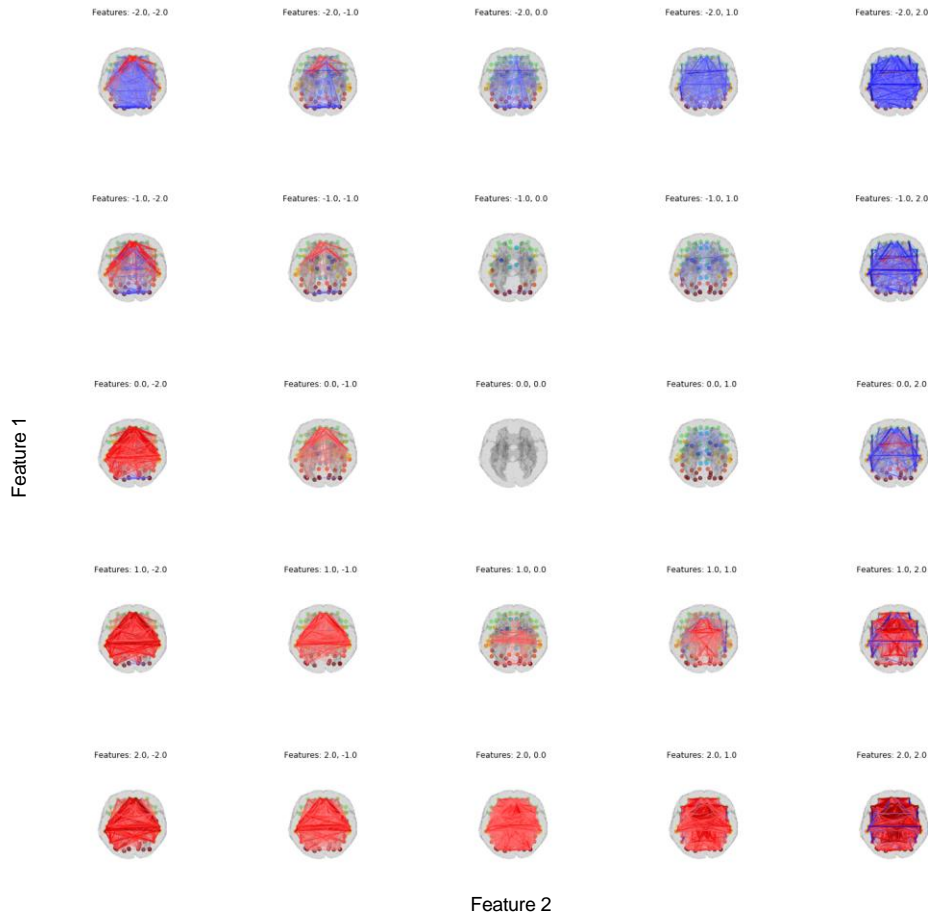 Features: -2.0, -2.0
Features: -2.0, -1.0
Features: -2.0, 0.0
Features: -2.0, 1.0
Features: -2.0, 2.0
Features: -1.0, -2.0
Features: -1.0, -1.0
Features: -1.0, 0.0
Features: -1.0, 1.0
Features: -1.0, 2.0
Features: 0.0, -2.0
Features: 0.0, -1.0
Features: 0.0, 0.0
Features: 0.0, 1.0
Features: 0.0, 2.0
Feature 1
Features: 1.0, -2.0
Features: 1.0, -1.0
Features: 1.0, 0.0
Features: 1.0, 1.0
Features: 1.0, 2.0
Features: 2.0, -2.0
Features: 2.0, -1.0
Features: 2.0, 0.0
Features: 2.0, 1.0
Features: 2.0, 2.0
Feature 2